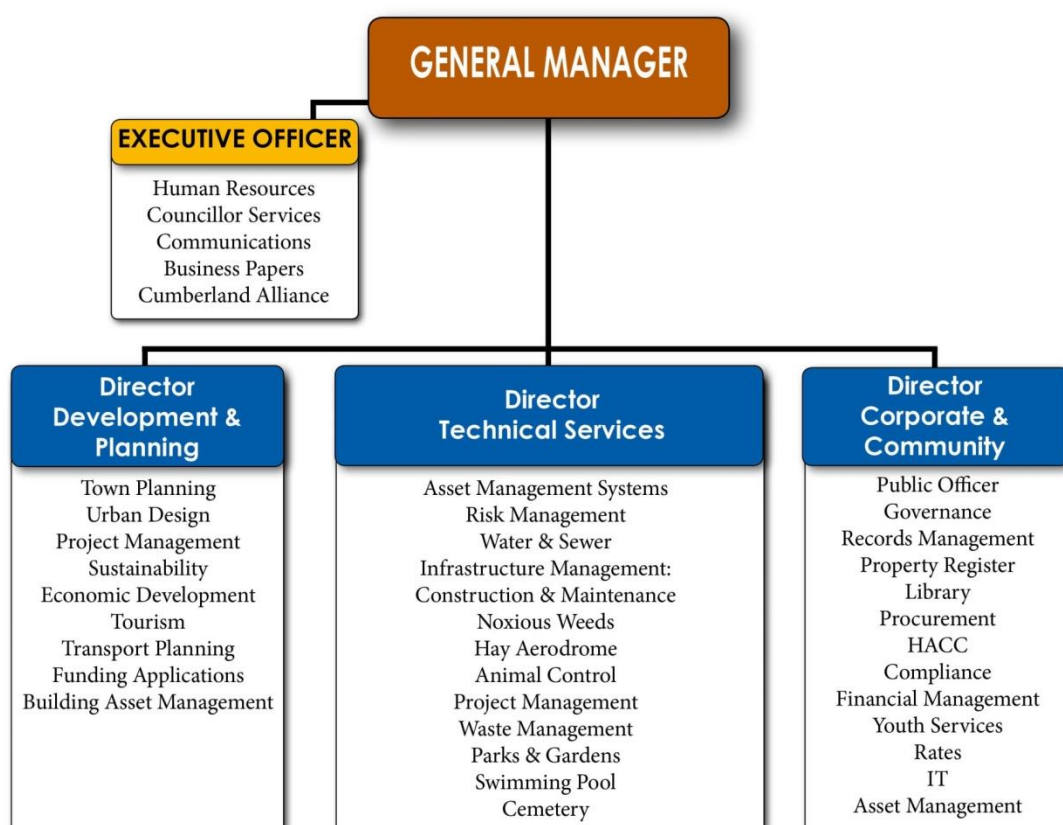 GENERAL MANAGER
EXECUTIVE OFFICER
Human Resources
Councillor Services
Communications
Business Papers
Cumberland Alliance
Director
Development &
Planning
Town Planning
Urban Design
Project Management
Sustainability
Economic Development
Tourism
Transport Planning
Funding Applications
Building Asset Management
Director
Technical Services
Asset Management Systems
Risk Management
Water & Sewer
Infrastructure Management:
Construction & Maintenance
Noxious Weeds
Hay Aerodrome
Animal Control
Project Management
Waste Management
Parks & Gardens
Swimming Pool
Cemetery
Director
Corporate &
Community
Public Officer
Governance
Records Management
Property Register
Library
Procurement
HACC
Compliance
Financial Management
Youth Services
Rates
IT
Asset Management